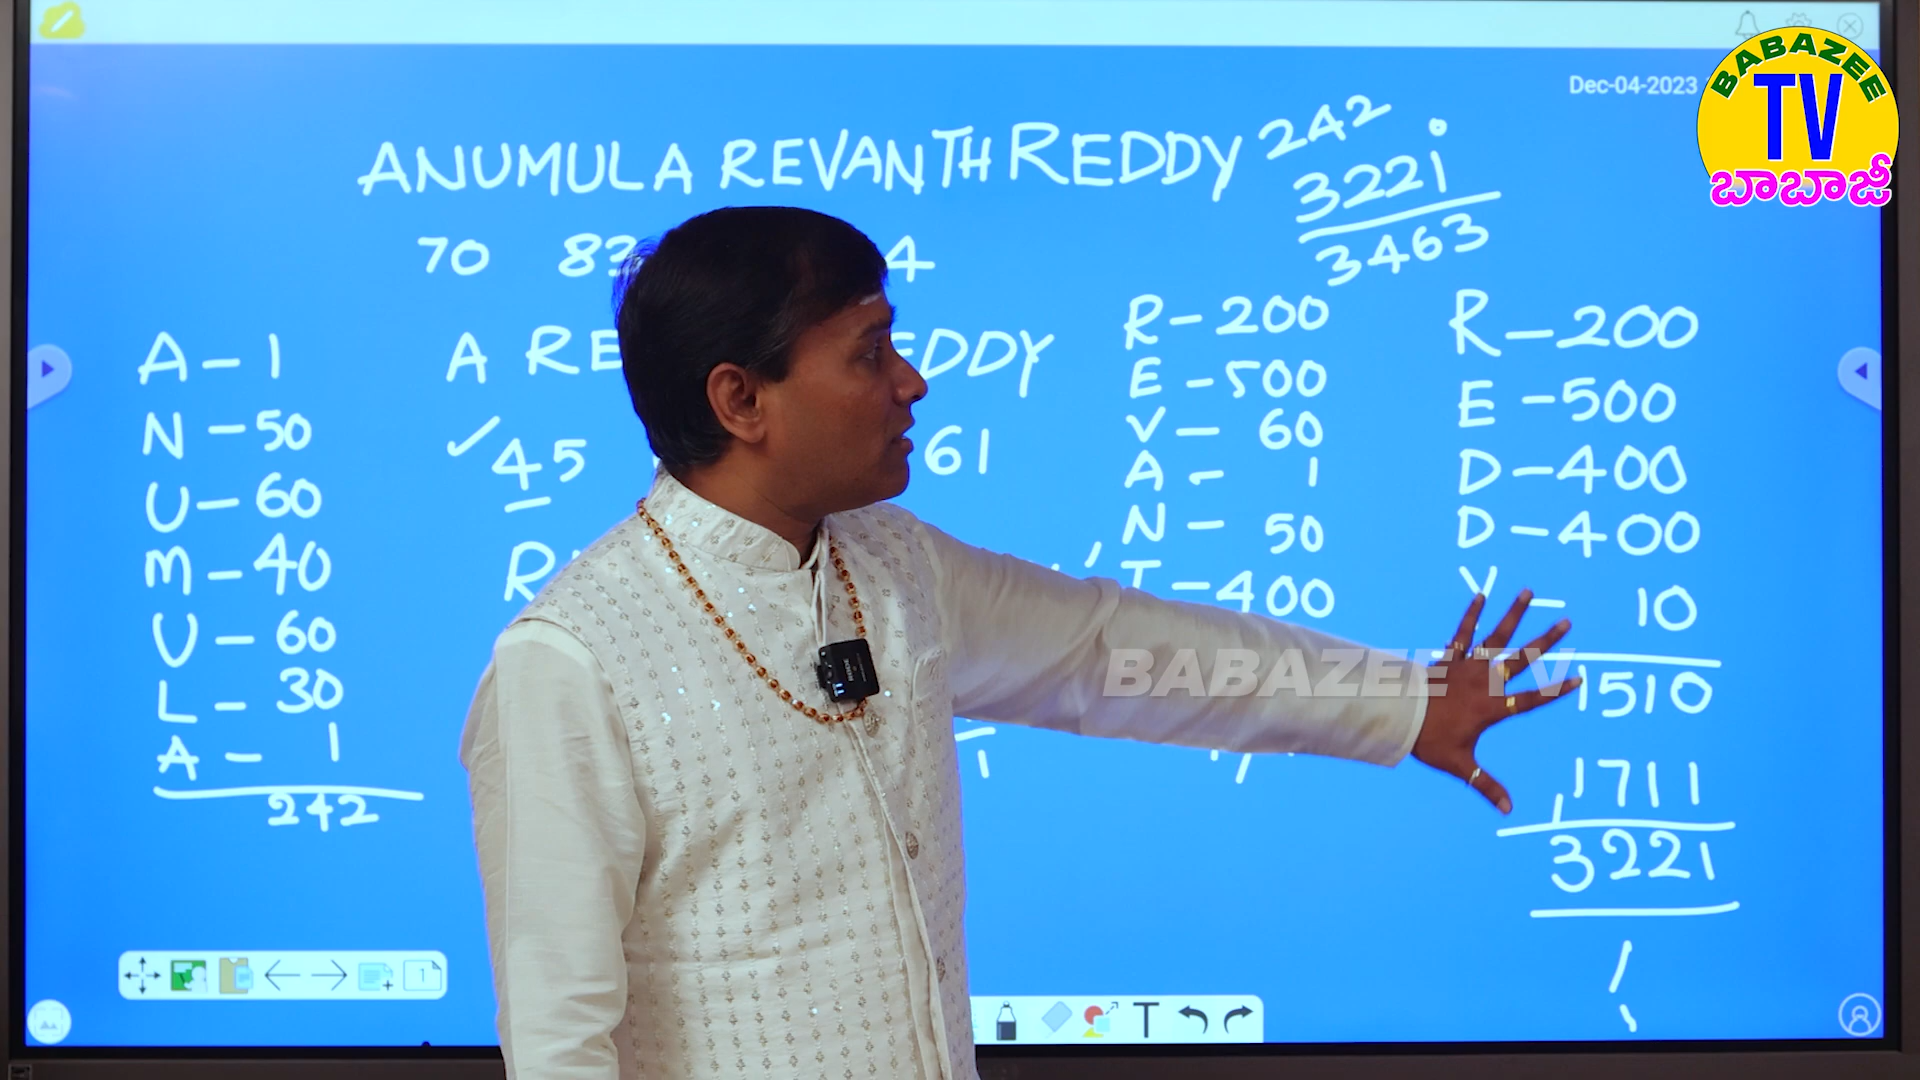 Dec-04-2023
BABAZEE
TV
బాబాజీ
ANUMULA REVANTH REDDY
242
3221
3463
70 83 4
A - 1
N - 50
U - 60
M - 40
U - 60
L - 30
A - 1
242
A RE EDDY
✓ 45 61
R
R - 200
E - 500
V - 60
A - 1
N - 50
T - 400
R - 200
E - 500
D - 400
D - 400
Y - 10
1510
1711
3221
BABAZEE TV
1
T